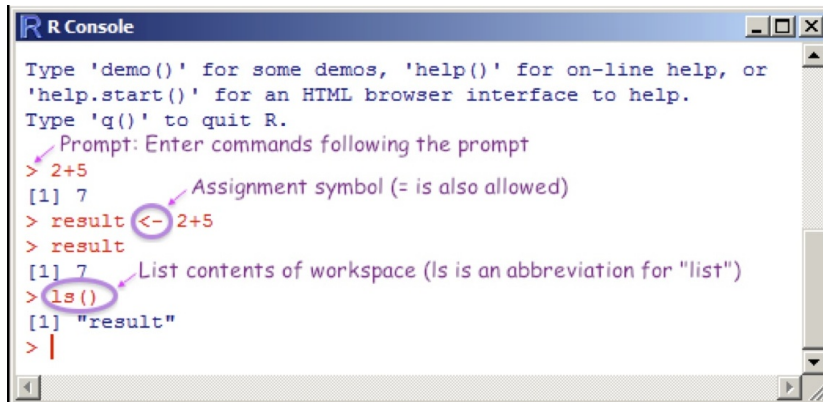 R Console
Type 'demo()' for some demos, 'help()' for on-line help, or
'help.start()' for an HTML browser interface to help.
Type 'q()' to quit R.
Prompt: Enter commands following the prompt
> 2+5
[1] 7
Assignment symbol (= is also allowed)
> result <- 2+5
> result
[1] 7
List contents of workspace (ls is an abbreviation for "list")
> ls()
[1] "result"
>